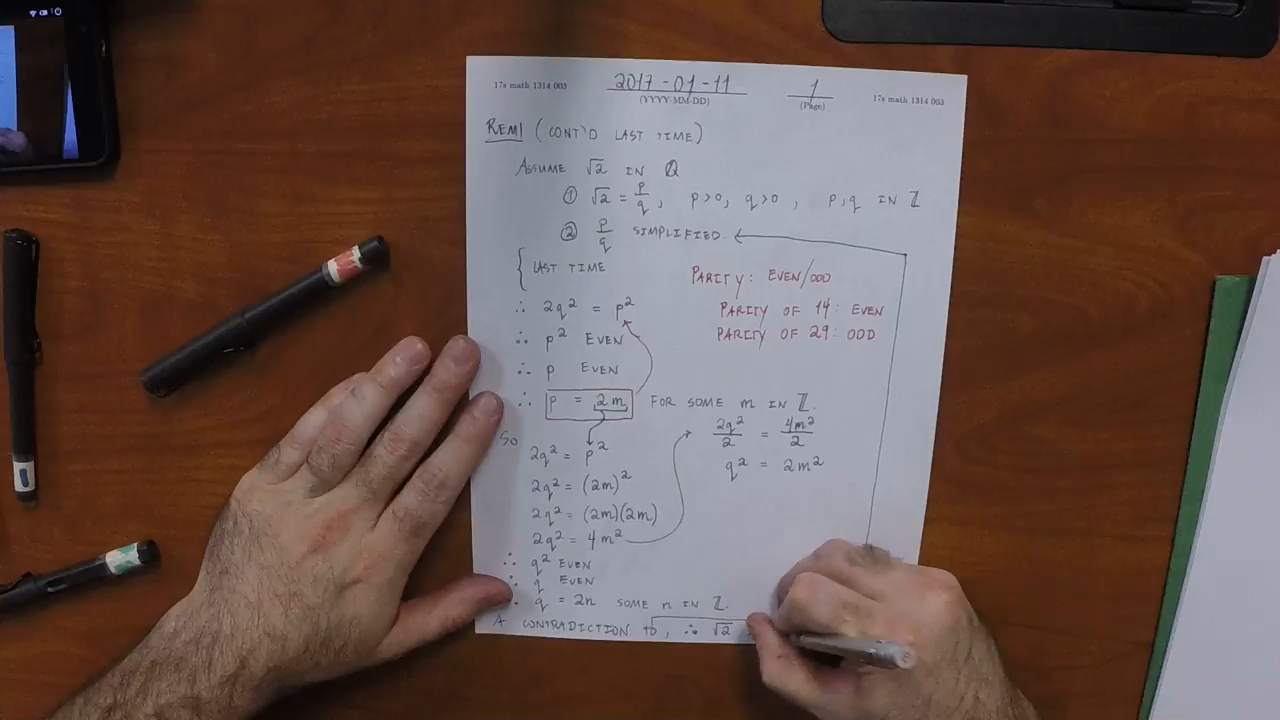 17s math 1314 003
2017-01-11
(YYYY-MM-DD)
1
(Page)
17s math 1314 003
REM (CONT'D LAST TIME)
ASSUME √2 IN ℚ
① √2 = p/q, p>0, q>0, p,q IN ℤ
② p/q SIMPLIFIED.
{ LAST TIME
PARITY: EVEN/ODD
PARITY OF 14: EVEN
PARITY OF 29: ODD
∴ 2q² = p²
∴ p² EVEN
∴ p EVEN
∴ p = 2m FOR SOME m IN ℤ.
SO
2q² = p²
2q² = (2m)²
2q² = (2m)(2m)
2q² = 4m²
2q²/2 = 4m²/2
q² = 2m²
∴ q² EVEN
∴ q EVEN
∴ q = 2n SOME n IN ℤ.
A CONTRADICTION TO, ∴ √2